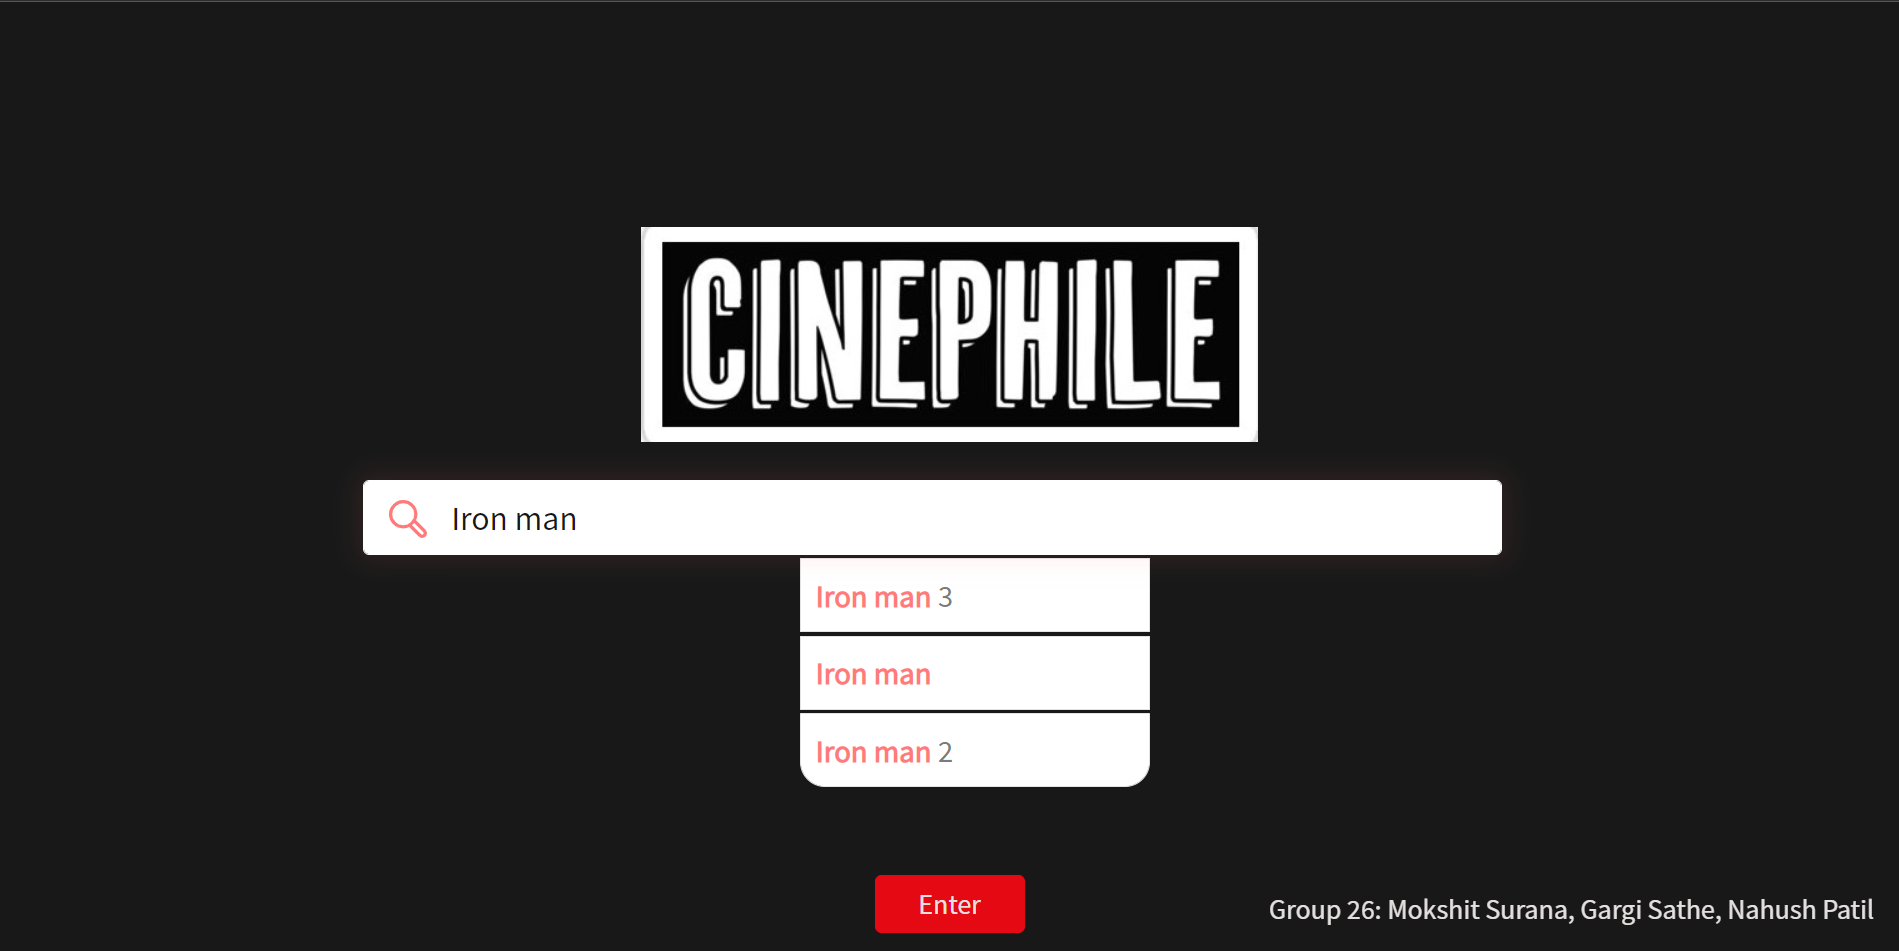 CINEPHILE
Iron man
Iron man 3
Iron man
Iron man 2
Enter
Group 26: Mokshit Surana, Gargi Sathe, Nahush Patil